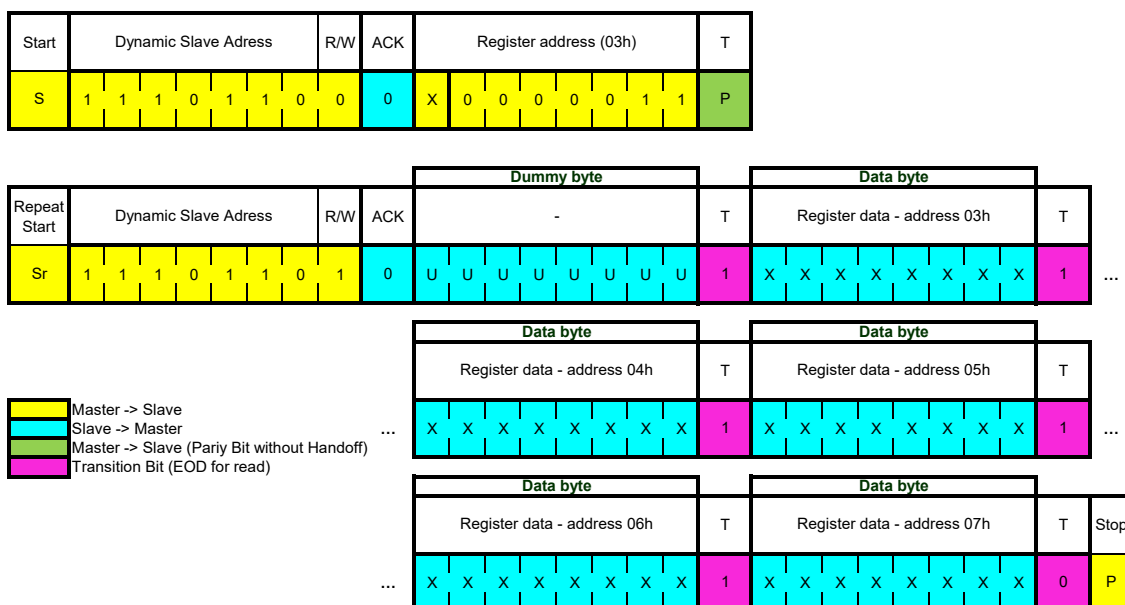 Start Dynamic Slave Adress R/W ACK Register address (03h) T
S 1 1 1 0 1 1 0 0 0 X 0 0 0 0 0 1 1 P
Dummy byte Data byte
Repeat Start Dynamic Slave Adress R/W ACK - T Register data - address 03h T
Sr 1 1 1 0 1 1 0 1 0 U U U U U U U U 1 X X X X X X X X 1 ...
Data byte Data byte
Register data - address 04h T Register data - address 05h T
... X X X X X X X X 1 X X X X X X X X 1 ...
Master -> Slave
Slave -> Master
Master -> Slave (Pariy Bit without Handoff)
Transition Bit (EOD for read)
Data byte Data byte
Register data - address 06h T Register data - address 07h T Stop
... X X X X X X X X 1 X X X X X X X X 0 P